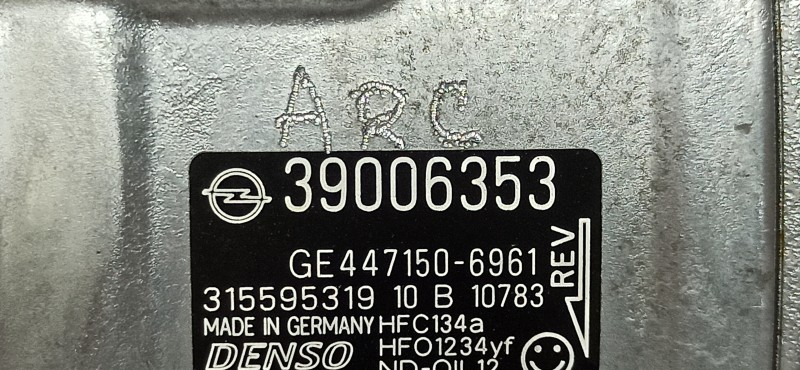 ARC
39006353
GE447150-6961
REV
315595319 10 B 10783
MADE IN GERMANY HFC134a
DENSO HFO1234yf
ND-OIL 12